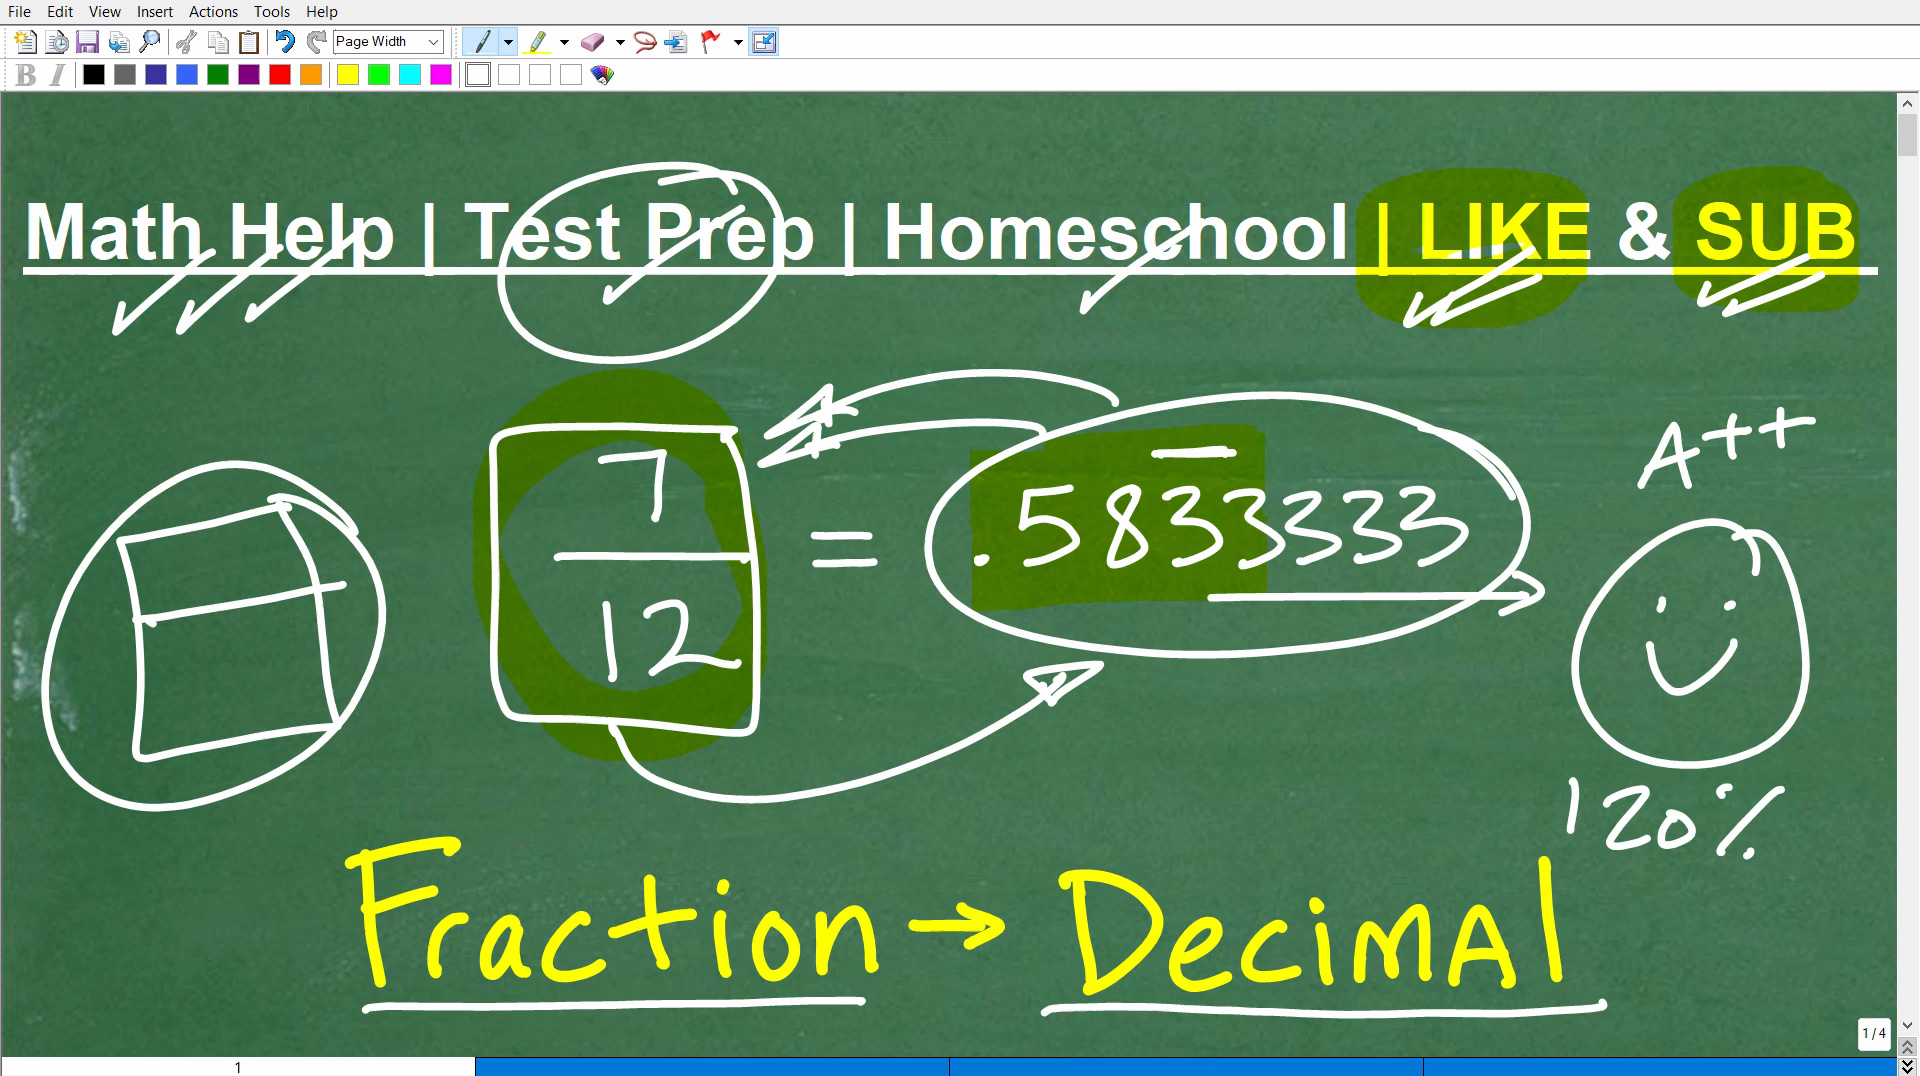 File Edit View Insert Actions Tools Help
Page Width
B I
Math Help | Test Prep | Homeschool | LIKE & SUB
A++
7
12
= .5833333
120%
Fraction → Decimal
1 / 4
1